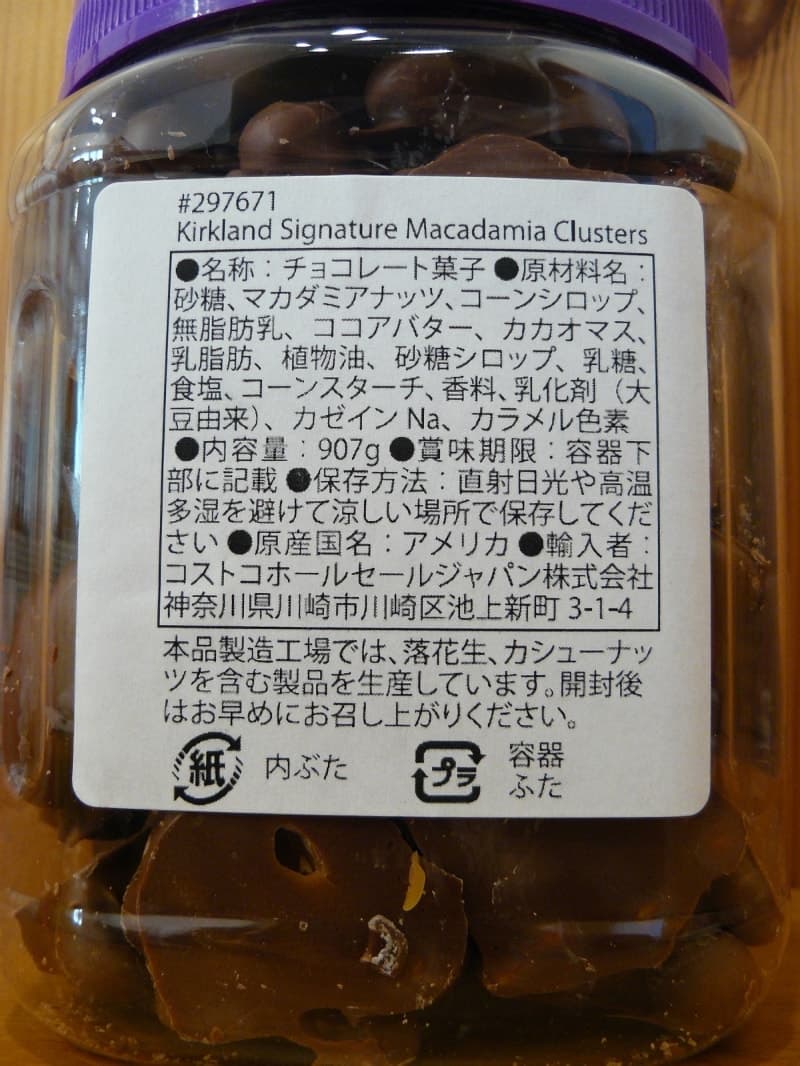 #297671
Kirkland Signature Macadamia Clusters
●名称：チョコレート菓子 ●原材料名：
砂糖、マカダミアナッツ、コーンシロップ、
無脂肪乳、ココアバター、カカオマス、
乳脂肪、植物油、砂糖シロップ、乳糖、
食塩、コーンスターチ、香料、乳化剤（大
豆由来）、カゼイン Na、カラメル色素
●内容量：907g ●賞味期限：容器下
部に記載 ●保存方法：直射日光や高温
多湿を避けて涼しい場所で保存してくだ
さい ●原産国名：アメリカ ●輸入者：
コストコホールセールジャパン株式会社
神奈川県川崎市川崎区池上新町 3-1-4
本品製造工場では、落花生、カシューナッ
ツを含む製品を生産しています。開封後
はお早めにお召し上がりください。
紙 内ぶた プラ 容器
ふた